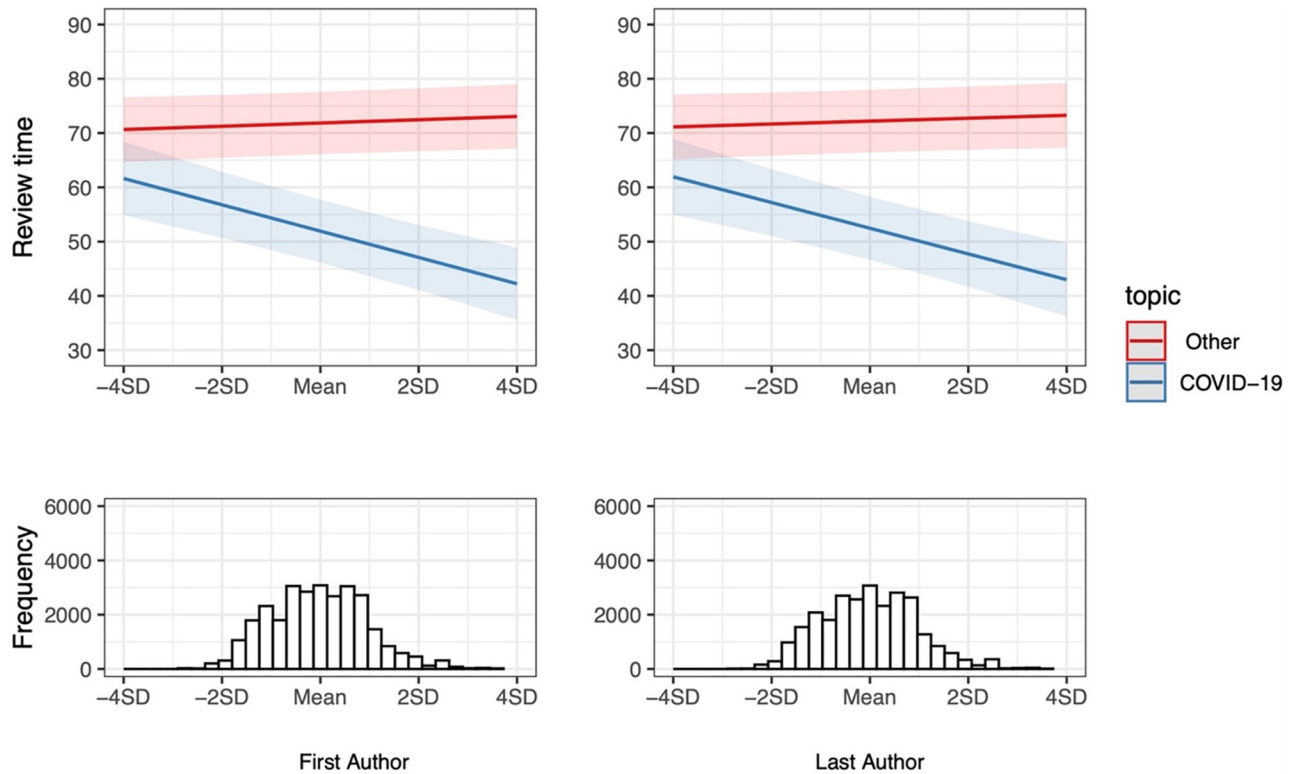 90
80
70
60
50
40
30
Review time
−4SD −2SD Mean 2SD 4SD
90
80
70
60
50
40
30
−4SD −2SD Mean 2SD 4SD
topic
Other
COVID−19
6000
4000
2000
0
Frequency
−4SD −2SD Mean 2SD 4SD
First Author
6000
4000
2000
0
−4SD −2SD Mean 2SD 4SD
Last Author